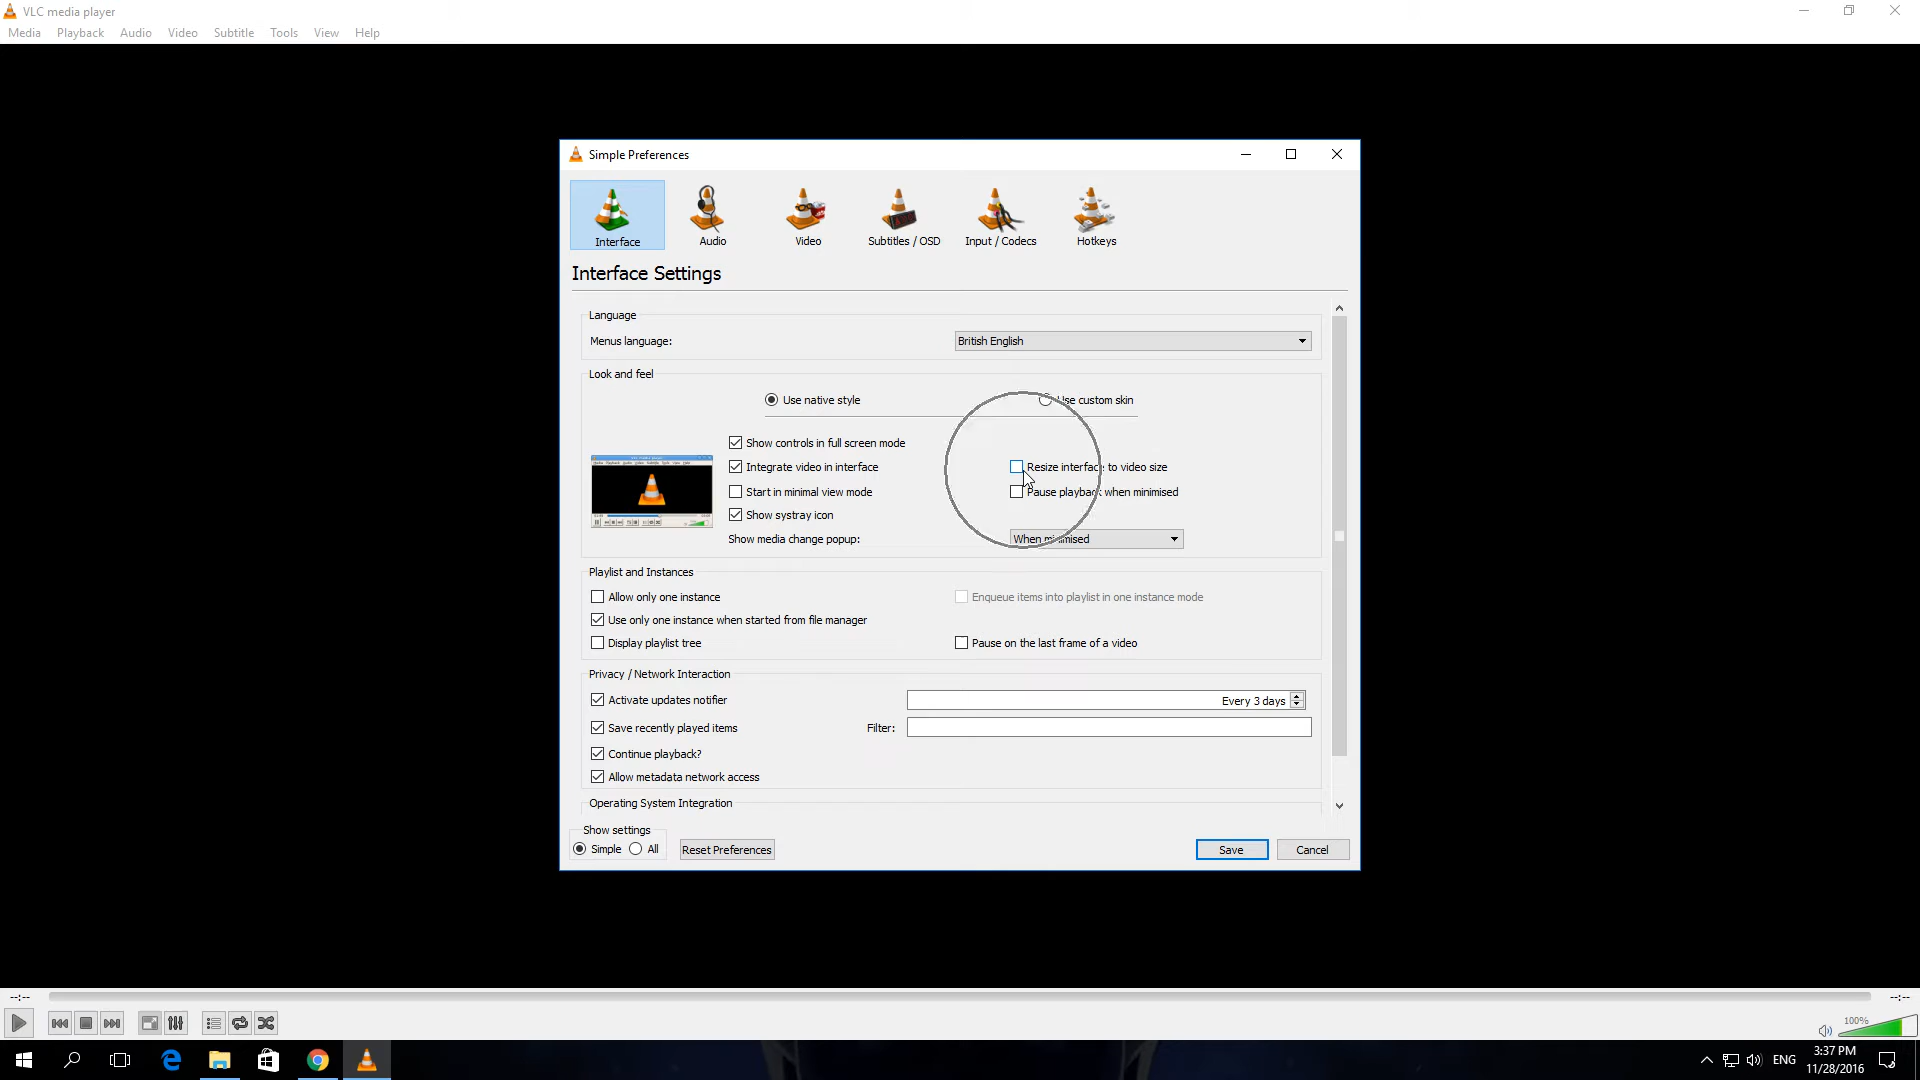 VLC media player
Media Playback Audio Video Subtitle Tools View Help
Simple Preferences
Interface Audio Video Subtitles / OSD Input / Codecs Hotkeys
Interface Settings
Language
Menus language: British English
Look and feel
Use native style Use custom skin
Show controls in full screen mode
Integrate video in interface Resize interface to video size
Start in minimal view mode Pause playback when minimised
Show systray icon
Show media change popup: When minimised
Playlist and Instances
Allow only one instance Enqueue items into playlist in one instance mode
Use only one instance when started from file manager
Display playlist tree Pause on the last frame of a video
Privacy / Network Interaction
Activate updates notifier Every 3 days
Save recently played items Filter:
Continue playback?
Allow metadata network access
Operating System Integration
Show settings
Simple All Reset Preferences Save Cancel
--:-- --:--
100%
ENG 3:37 PM
11/28/2016